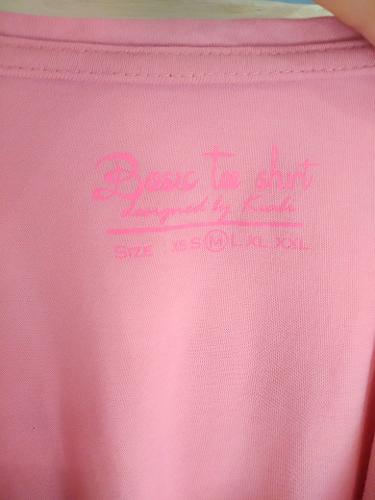 Basic tee shirt
designed by
SIZE XS S M L XL XXL